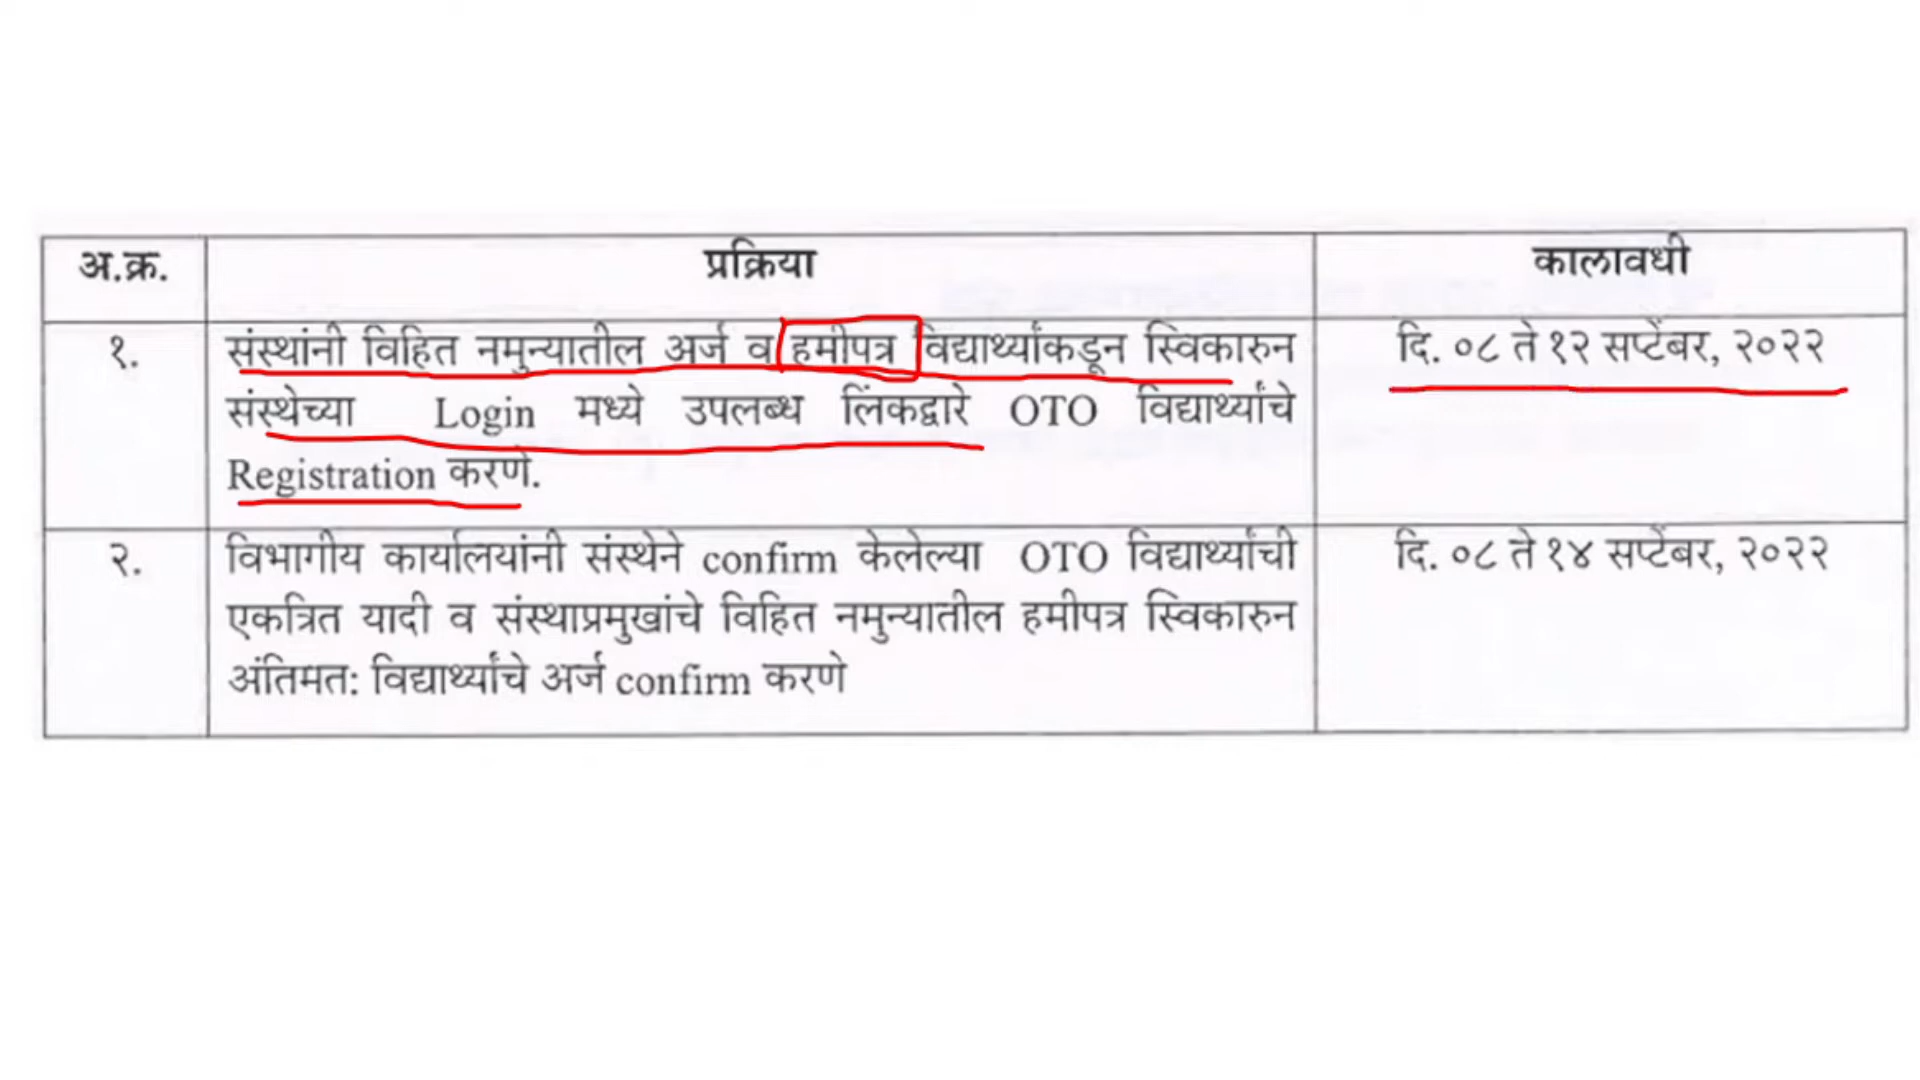 अ.क्र. प्रक्रिया कालावधी
१. संस्थांनी विहित नमुन्यातील अर्ज व हमीपत्र विद्यार्थ्यांकडून स्विकारुन दि. ०८ ते १२ सप्टेंबर, २०२२
संस्थेच्या Login मध्ये उपलब्ध लिंकद्वारे OTO विद्यार्थ्यांचे
Registration करणे.
२. विभागीय कार्यालयांनी संस्थेने confirm केलेल्या OTO विद्यार्थ्यांची दि. ०८ ते १४ सप्टेंबर, २०२२
एकत्रित यादी व संस्थाप्रमुखांचे विहित नमुन्यातील हमीपत्र स्विकारुन
अंतिमत: विद्यार्थ्यांचे अर्ज confirm करणे